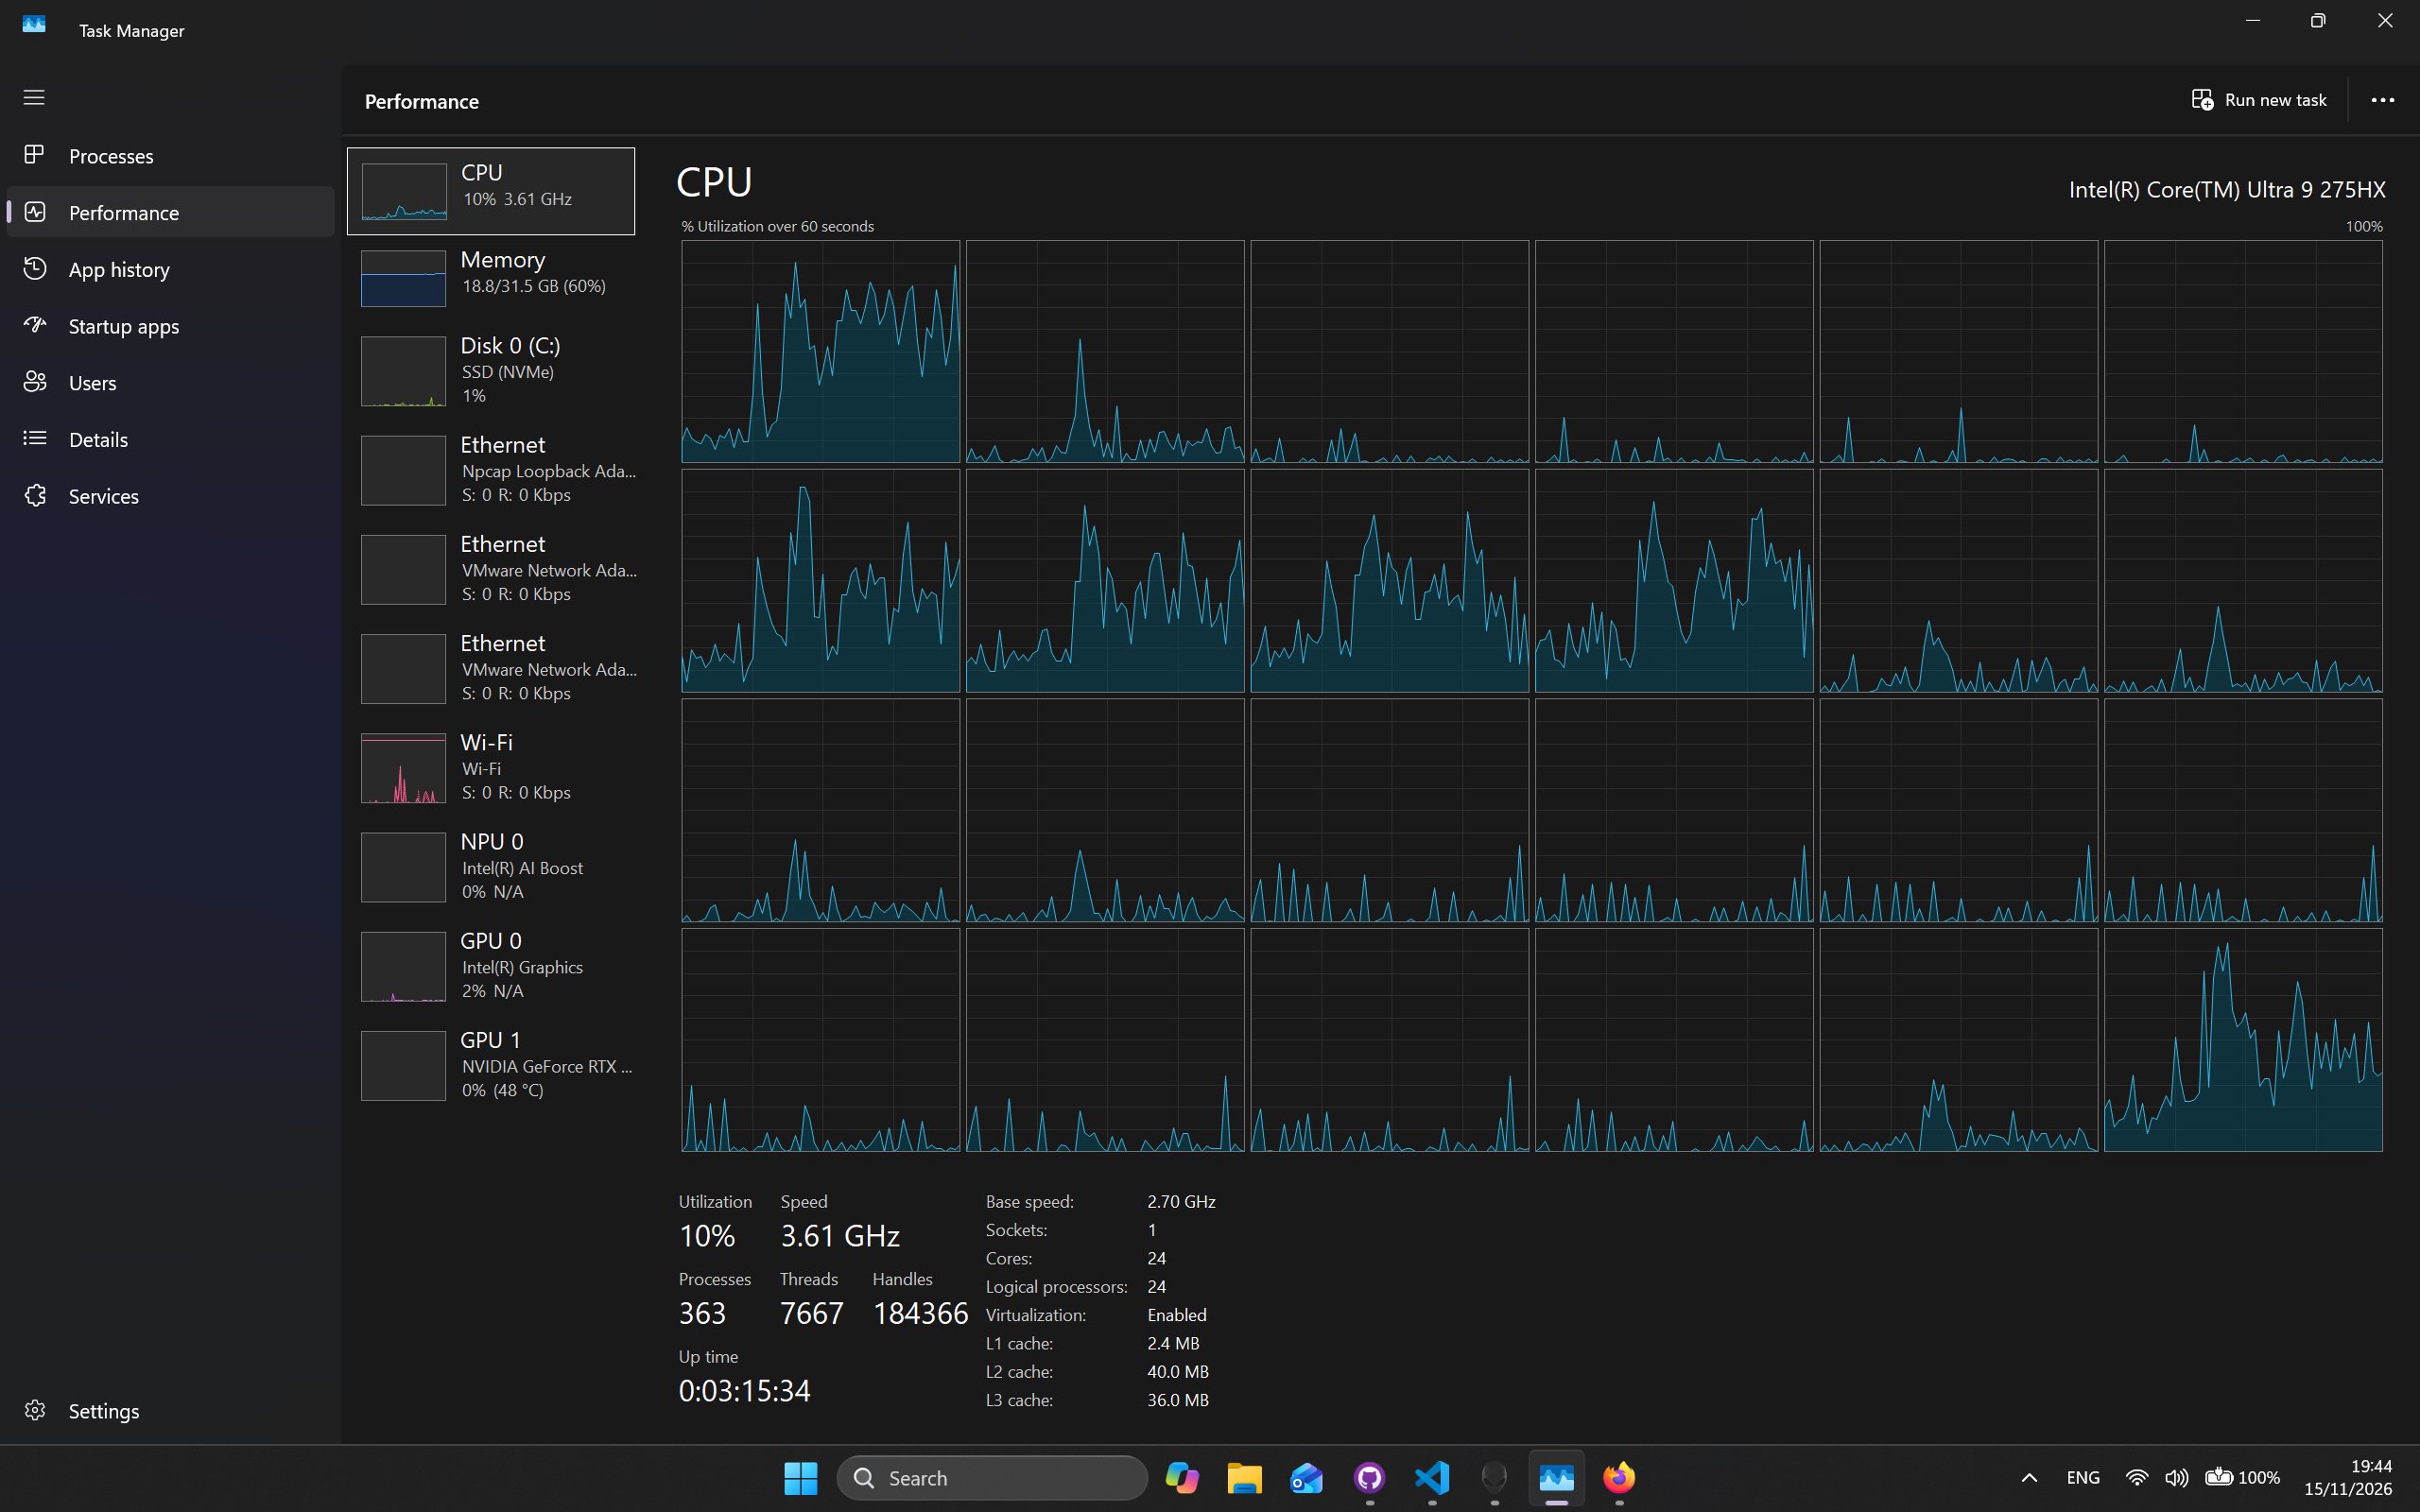 Task Manager
Performance
Run new task
Processes
Performance
App history
Startup apps
Users
Details
Services
Settings
CPU
10% 3.61 GHz
Memory
18.8/31.5 GB (60%)
Disk 0 (C:)
SSD (NVMe)
1%
Ethernet
Npcap Loopback Ada...
S: 0 R: 0 Kbps
Ethernet
VMware Network Ada...
S: 0 R: 0 Kbps
Ethernet
VMware Network Ada...
S: 0 R: 0 Kbps
Wi-Fi
Wi-Fi
S: 0 R: 0 Kbps
NPU 0
Intel(R) AI Boost
0% N/A
GPU 0
Intel(R) Graphics
2% N/A
GPU 1
NVIDIA GeForce RTX ...
0% (48 °C)
CPU
Intel(R) Core(TM) Ultra 9 275HX
% Utilization over 60 seconds
100%
Utilization Speed
10% 3.61 GHz
Processes Threads Handles
363 7667 184366
Up time
0:03:15:34
Base speed: 2.70 GHz
Sockets: 1
Cores: 24
Logical processors: 24
Virtualization: Enabled
L1 cache: 2.4 MB
L2 cache: 40.0 MB
L3 cache: 36.0 MB
Search
ENG
100%
19:44
15/11/2026